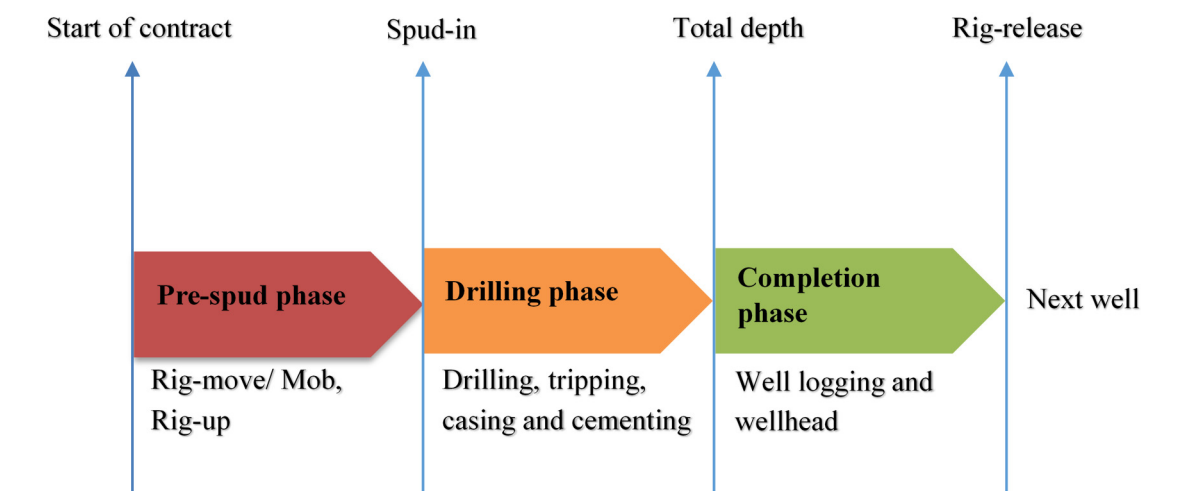 Start of contract
Spud-in
Total depth
Rig-release
Pre-spud phase
Drilling phase
Completion
phase
Next well
Rig-move/ Mob,
Rig-up
Drilling, tripping,
casing and cementing
Well logging and
wellhead